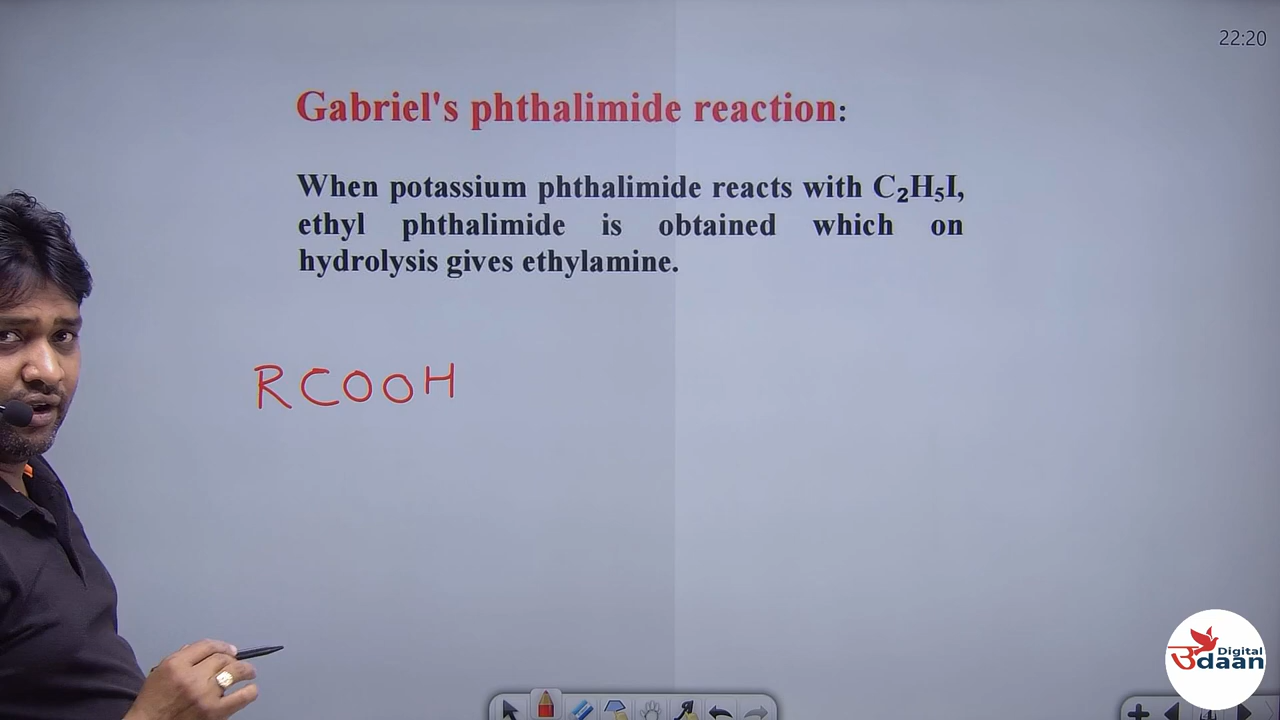 22:20
Gabriel's phthalimide reaction:
When potassium phthalimide reacts with C₂H₅I,
ethyl phthalimide is obtained which on
hydrolysis gives ethylamine.
RCOOH
Digital
उdaan